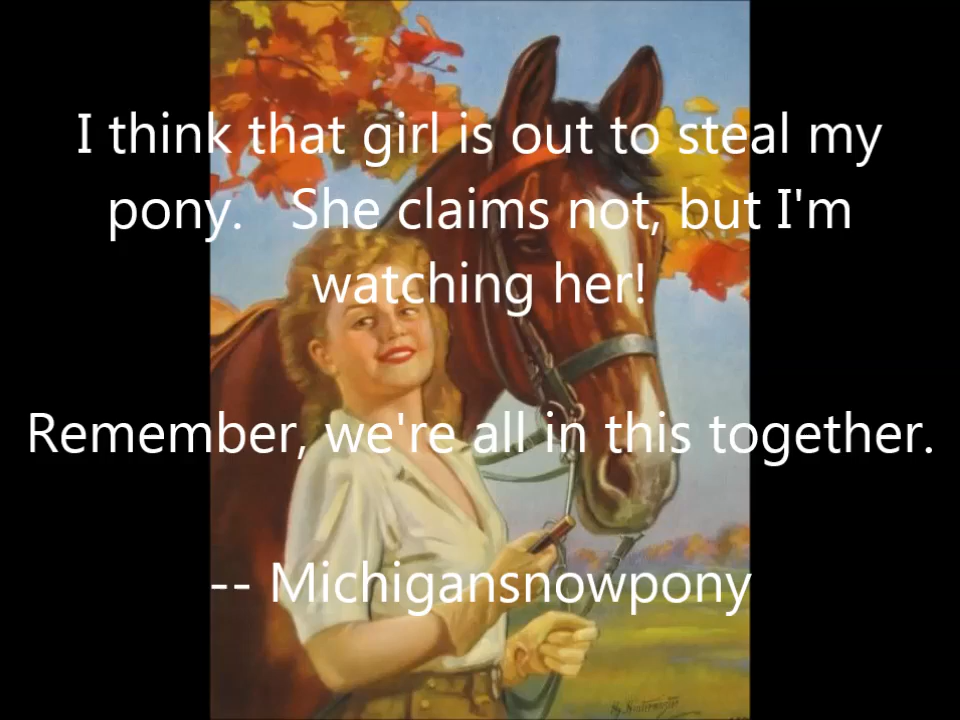 I think that girl is out to steal my
pony.   She claims not, but I'm
watching her!
Remember, we're all in this together.
-- Michigansnowpony